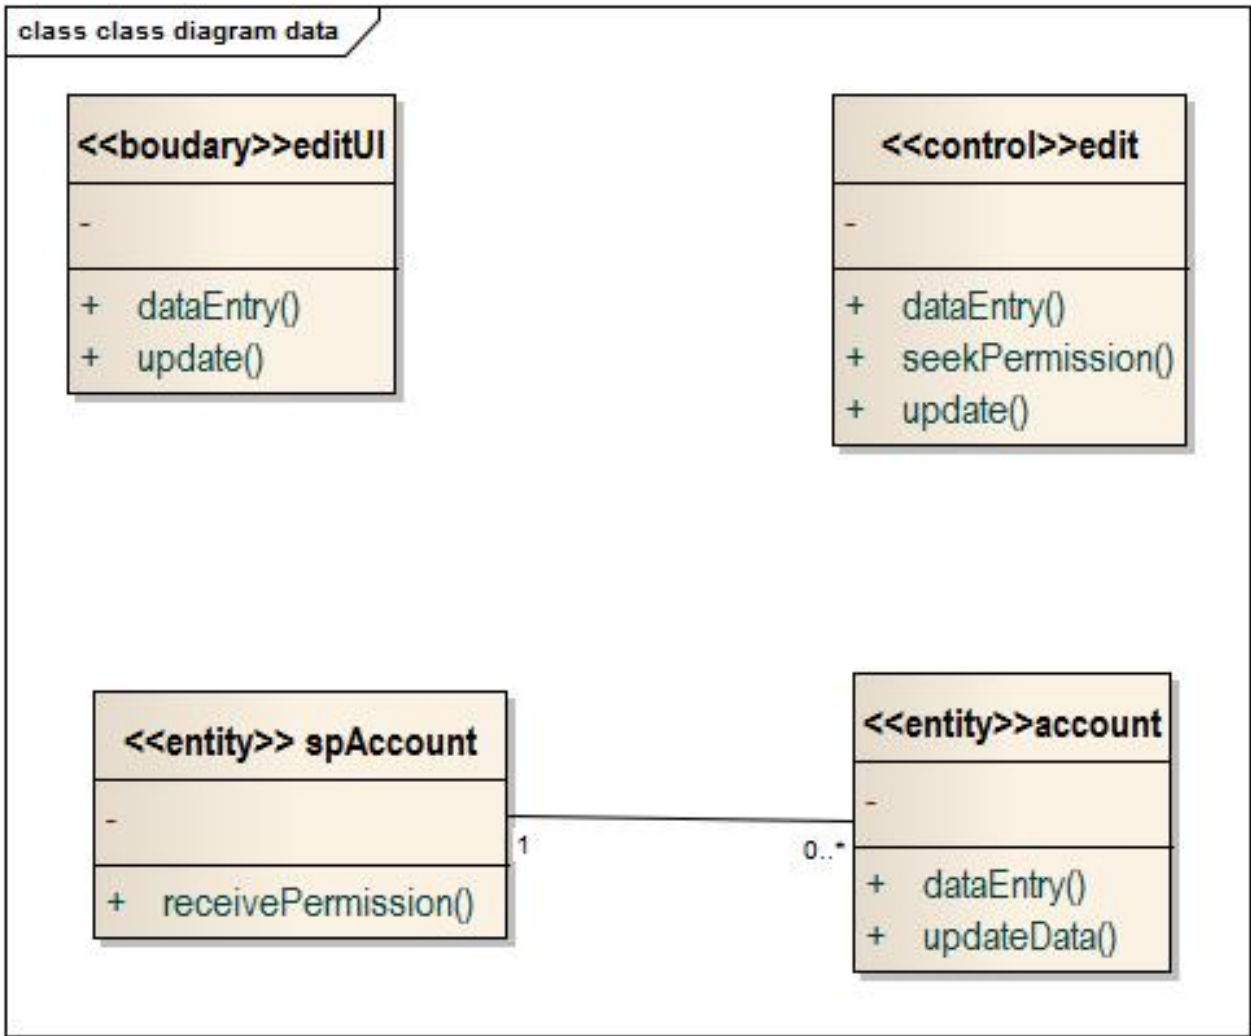 class class diagram data
<<boudary>>editUI
-
+ dataEntry()
+ update()
<<control>>edit
-
+ dataEntry()
+ seekPermission()
+ update()
<<entity>> spAccount
-
+ receivePermission()
1
0..*
<<entity>>account
-
+ dataEntry()
+ updateData()